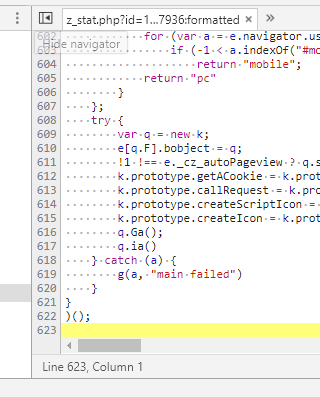 z_stat.php?id=1...7936:formatted
Hide navigator
602 for (var a = e.navigator.us
603 if (-1 < a.indexOf("#mo
604 return "mobile";
605 return "pc"
606 }
607 };
608 try {
609 var q = new k;
610 e[q.F].bobject = q;
611 !1 !== e._cz_autoPageview ? q.s
612 k.prototype.getACookie = k.prot
613 k.prototype.callRequest = k.pro
614 k.prototype.createScriptIcon =
615 k.prototype.createIcon = k.prot
616 q.Ga();
617 q.ia()
618 } catch (a) {
619 g(a, "main failed")
620 }
621 }
622 )();
623
Line 623, Column 1